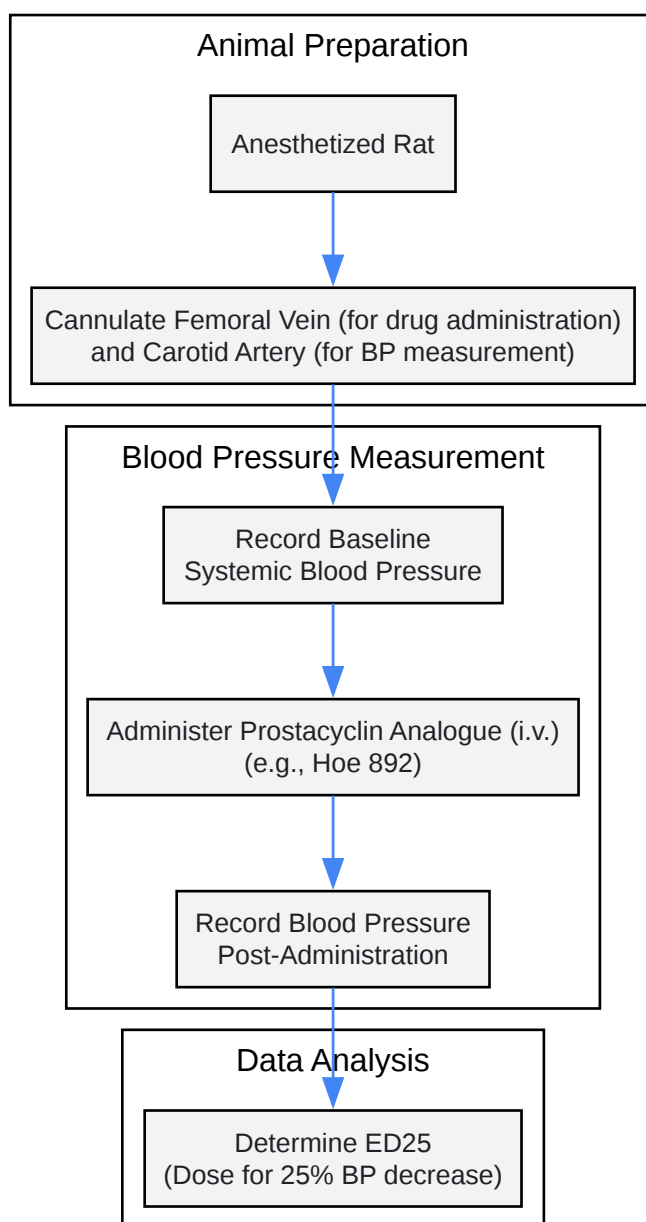 Animal Preparation
Anesthetized Rat
Cannulate Femoral Vein (for drug administration)
and Carotid Artery (for BP measurement)
Blood Pressure Measurement
Record Baseline
Systemic Blood Pressure
Administer Prostacyclin Analogue (i.v.)
(e.g., Hoe 892)
Record Blood Pressure
Post-Administration
Data Analysis
Determine ED25
(Dose for 25% BP decrease)